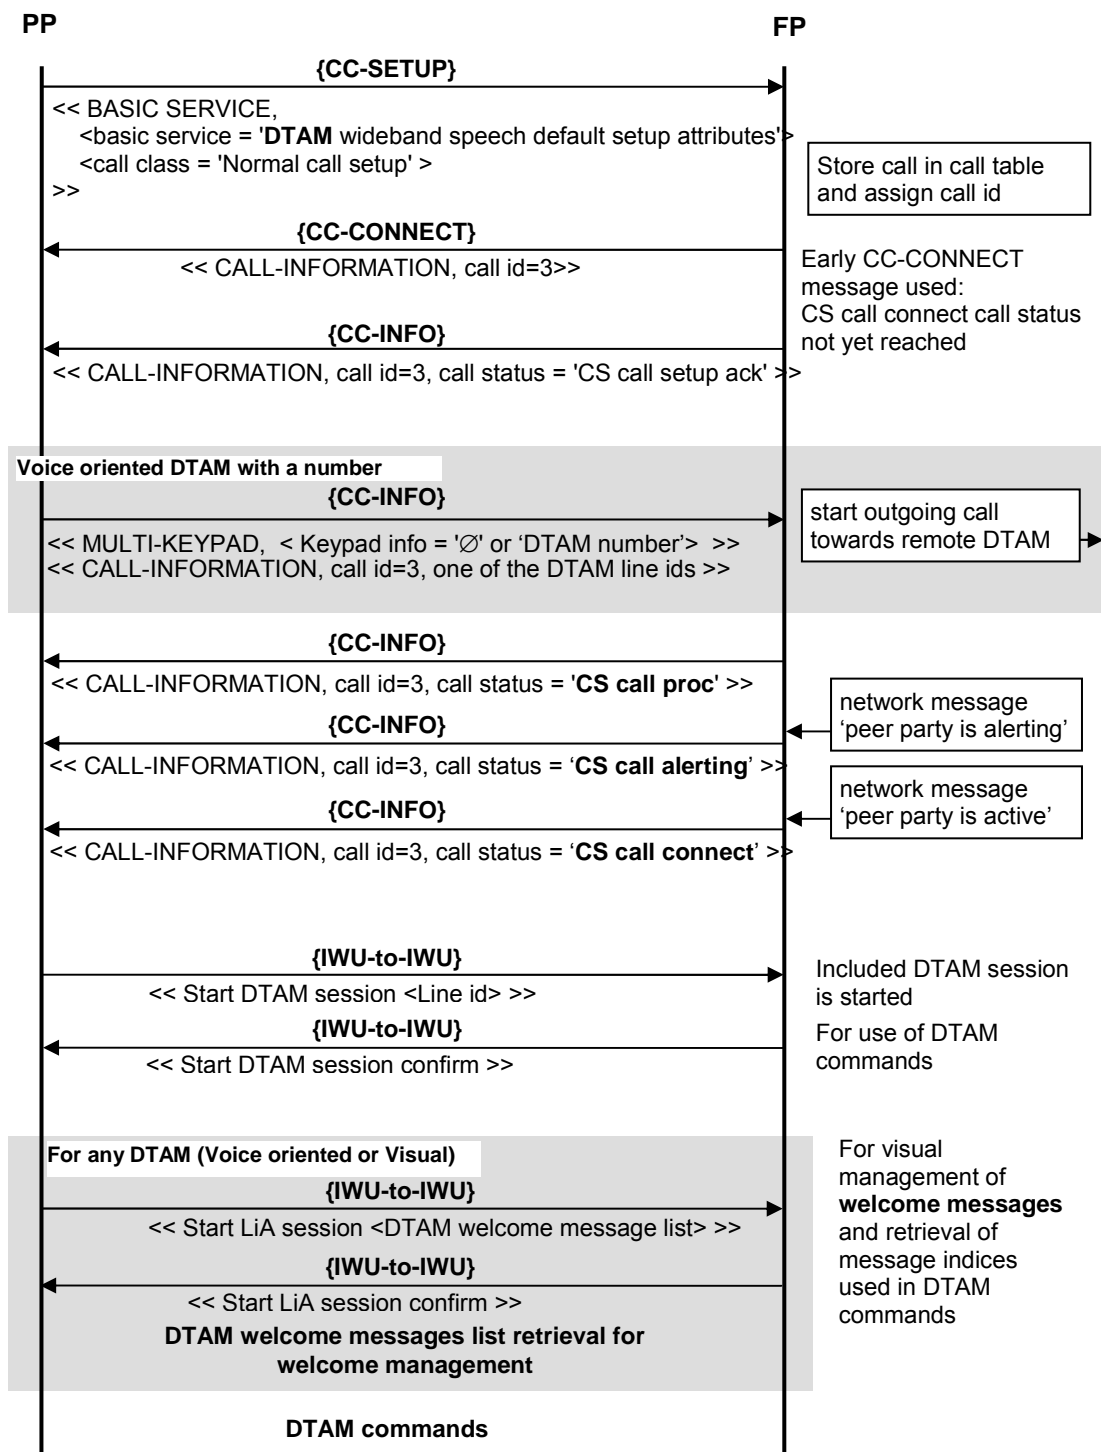 PP
FP
{CC-SETUP}
<< BASIC SERVICE,
<basic service = 'DTAM wideband speech default setup attributes'>
<call class = 'Normal call setup' >
>>
Store call in call table
and assign call id
{CC-CONNECT}
<< CALL-INFORMATION, call id=3>>
Early CC-CONNECT
message used:
CS call connect call status
not yet reached
{CC-INFO}
<< CALL-INFORMATION, call id=3, call status = 'CS call setup ack' >>
Voice oriented DTAM with a number
{CC-INFO}
<< MULTI-KEYPAD, < Keypad info = '∅' or ‘DTAM number’> >>
<< CALL-INFORMATION, call id=3, one of the DTAM line ids >>
start outgoing call
towards remote DTAM
{CC-INFO}
<< CALL-INFORMATION, call id=3, call status = 'CS call proc' >>
network message
‘peer party is alerting’
{CC-INFO}
<< CALL-INFORMATION, call id=3, call status = ‘CS call alerting’ >>
network message
‘peer party is active’
{CC-INFO}
<< CALL-INFORMATION, call id=3, call status = ‘CS call connect’ >>
{IWU-to-IWU}
<< Start DTAM session <Line id> >>
Included DTAM session
is started
{IWU-to-IWU}
<< Start DTAM session confirm >>
For use of DTAM
commands
For any DTAM (Voice oriented or Visual)
{IWU-to-IWU}
<< Start LiA session <DTAM welcome message list> >>
{IWU-to-IWU}
<< Start LiA session confirm >>
DTAM welcome messages list retrieval for
welcome management
For visual
management of
welcome messages
and retrieval of
message indices
used in DTAM
commands
DTAM commands